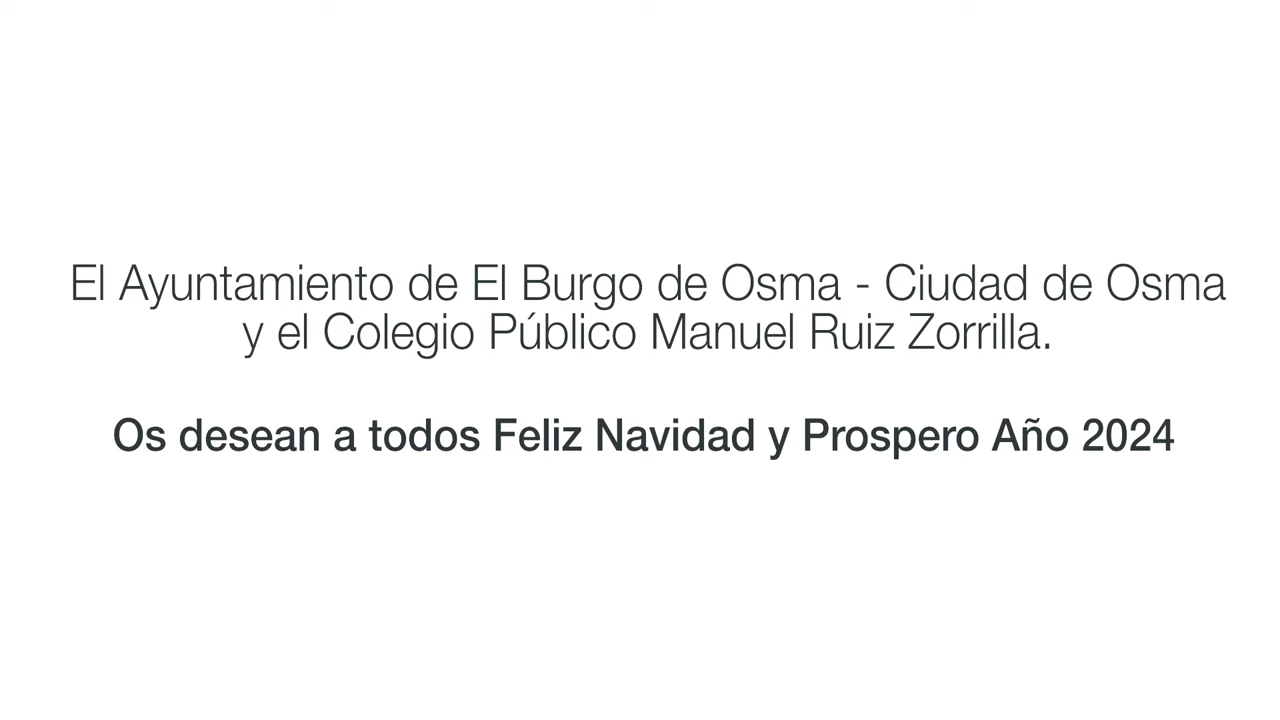 El Ayuntamiento de El Burgo de Osma - Ciudad de Osma
y el Colegio Público Manuel Ruiz Zorrilla.
Os desean a todos Feliz Navidad y Prospero Año 2024